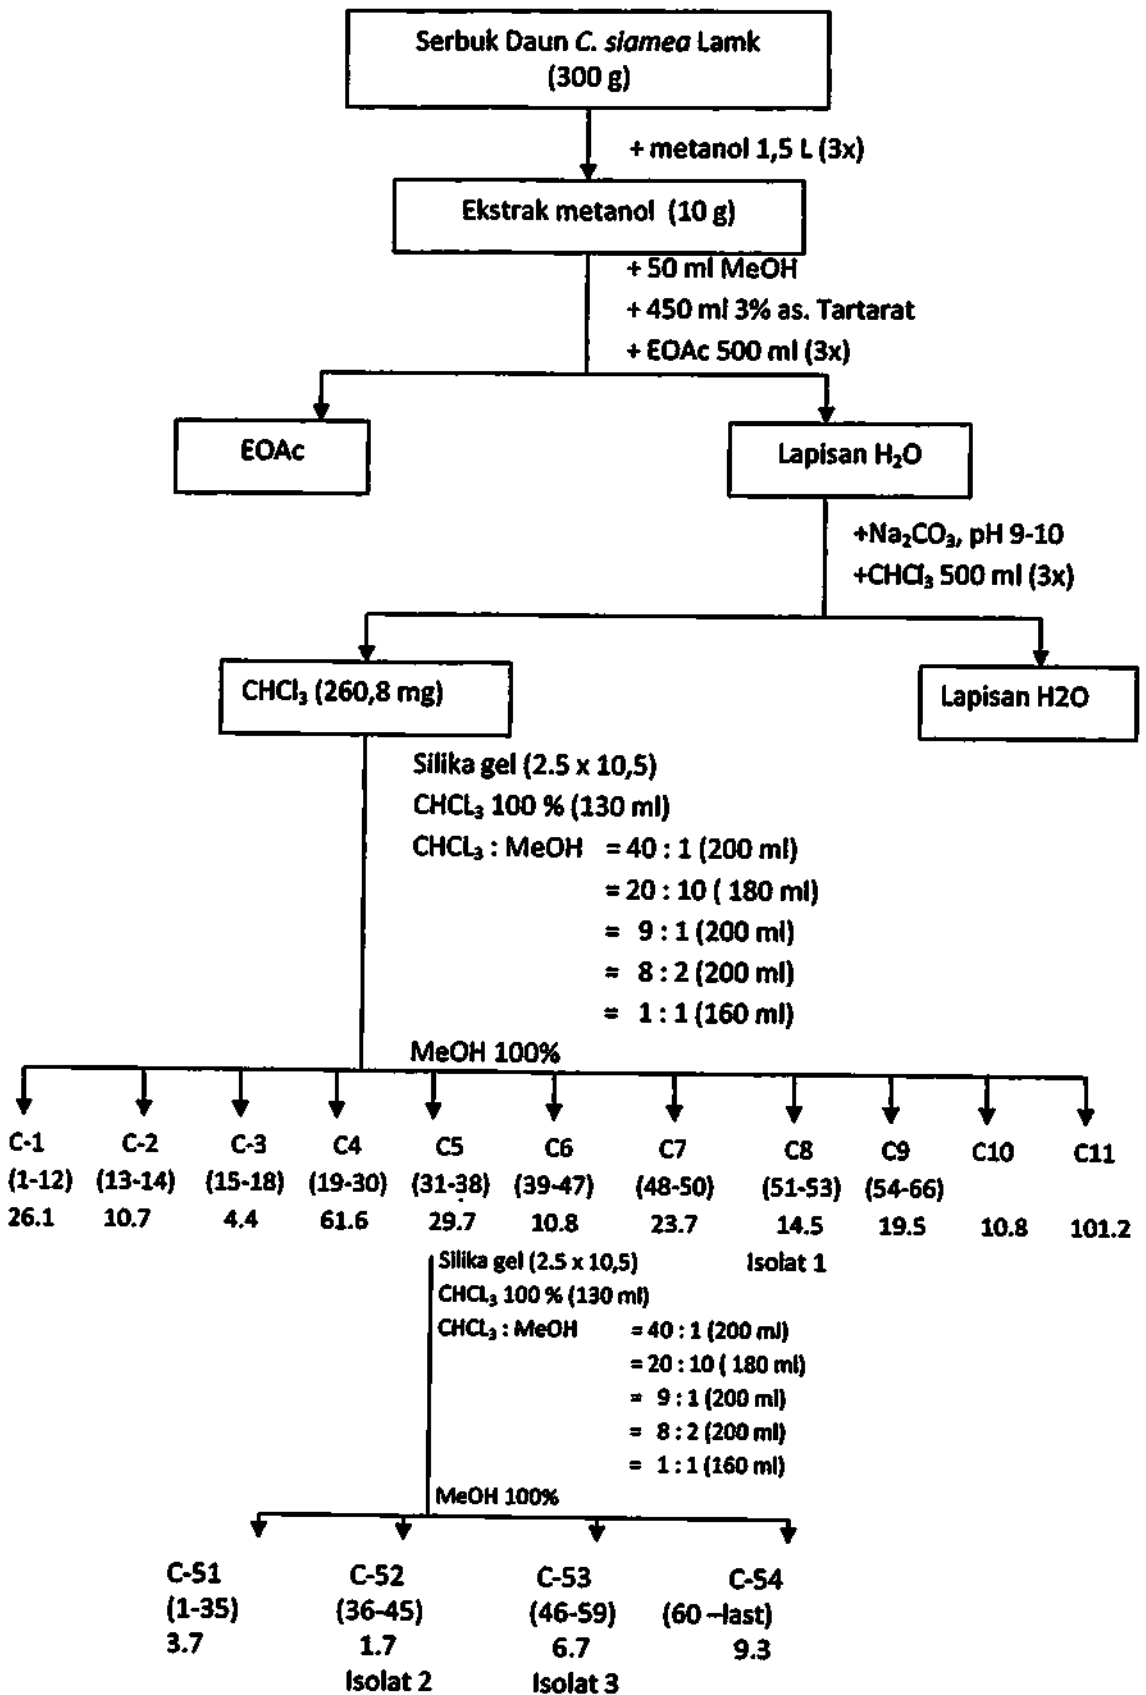 Serbuk Daun C. siamea Lamk
(300 g)
+ metanol 1,5 L (3x)
Ekstrak metanol (10 g)
+ 50 ml MeOH
+ 450 ml 3% as. Tartarat
+ EOAc 500 ml (3x)
EOAc
Lapisan H₂O
+Na₂CO₃, pH 9-10
+CHCl₃ 500 ml (3x)
CHCl₃ (260,8 mg)
Lapisan H2O
Silika gel (2.5 x 10,5)
CHCL₃ 100 % (130 ml)
CHCL₃ : MeOH = 40 : 1 (200 ml)
= 20 : 10 ( 180 ml)
= 9 : 1 (200 ml)
= 8 : 2 (200 ml)
= 1 : 1 (160 ml)
MeOH 100%
C-1 C-2 C-3 C4 C5 C6 C7 C8 C9 C10 C11
(1-12) (13-14) (15-18) (19-30) (31-38) (39-47) (48-50) (51-53) (54-66)
26.1 10.7 4.4 61.6 29.7 10.8 23.7 14.5 19.5 10.8 101.2
Isolat 1
Silika gel (2.5 x 10,5)
CHCL₃ 100 % (130 ml)
CHCL₃ : MeOH = 40 : 1 (200 ml)
= 20 : 10 ( 180 ml)
= 9 : 1 (200 ml)
= 8 : 2 (200 ml)
= 1 : 1 (160 ml)
MeOH 100%
C-51 C-52 C-53 C-54
(1-35) (36-45) (46-59) (60 –last)
3.7 1.7 6.7 9.3
Isolat 2 Isolat 3